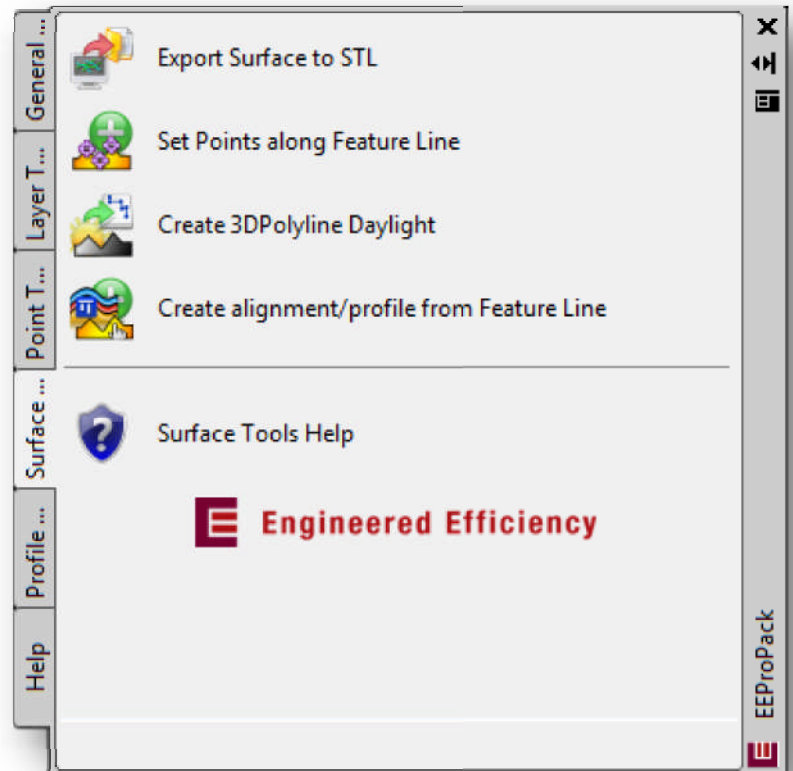 General ...
Layer T...
Point T...
Surface ...
Profile ...
Help
Export Surface to STL
Set Points along Feature Line
Create 3DPolyline Daylight
Create alignment/profile from Feature Line
Surface Tools Help
Engineered Efficiency
EEProPack